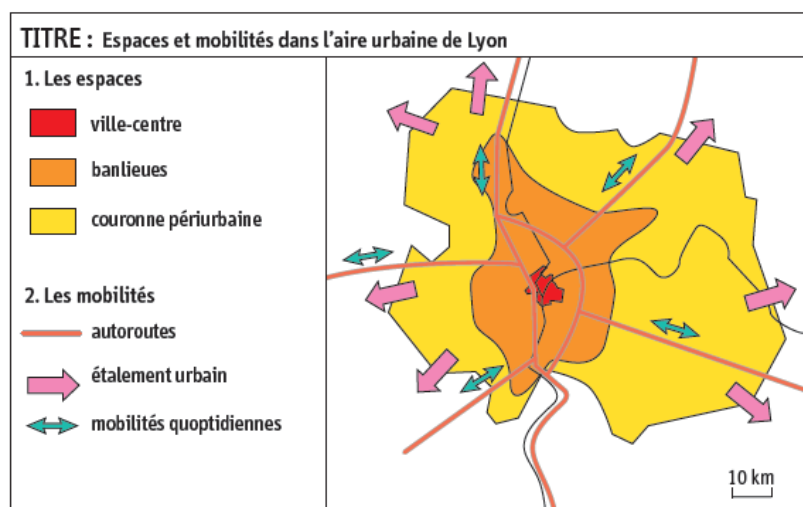 TITRE : Espaces et mobilités dans l'aire urbaine de Lyon
1. Les espaces
ville-centre
banlieues
couronne périurbaine
2. Les mobilités
autoroutes
étalement urbain
mobilités quoptidiennes
10 km